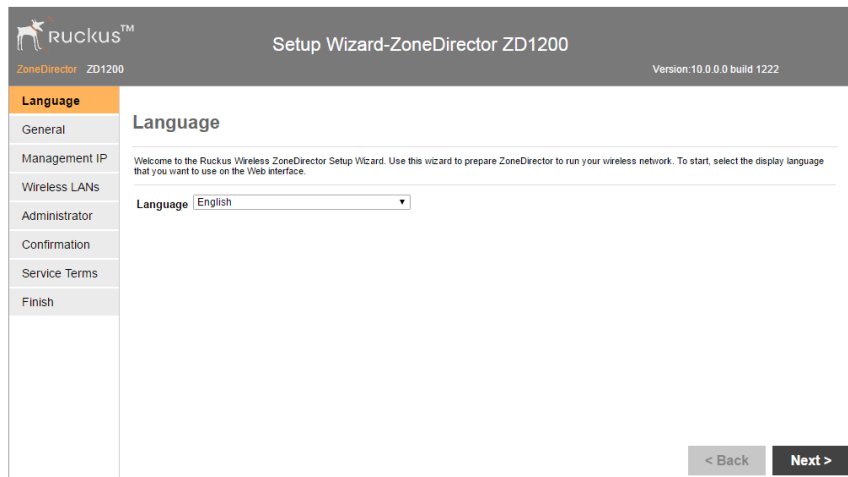 Ruckus™
Setup Wizard-ZoneDirector ZD1200
ZoneDirector ZD1200
Version:10.0.0.0 build 1222
Language
General
Management IP
Wireless LANs
Administrator
Confirmation
Service Terms
Finish
Language
Welcome to the Ruckus Wireless ZoneDirector Setup Wizard. Use this wizard to prepare ZoneDirector to run your wireless network. To start, select the display language
that you want to use on the Web interface.
Language English
< Back Next >